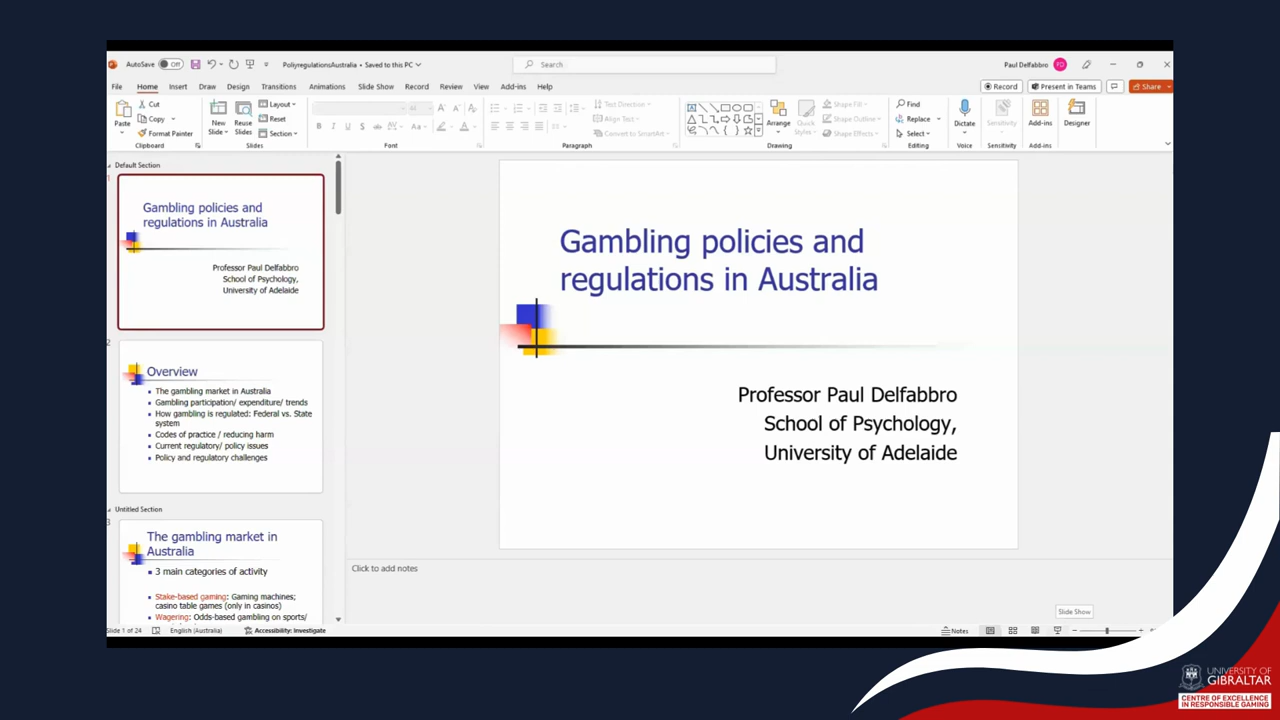 AutoSave Off PoliyregulationsAustralia • Saved to this PC Search Paul Delfabbro PD
File Home Insert Draw Design Transitions Animations Slide Show Record Review View Add-ins Help Record Present in Teams Share
Paste
Cut
Copy
Format Painter
Clipboard
New Slide
Reuse Slides
Layout
Reset
Section
Slides
B I U S ab AV Aa A
Font
Text Direction
Align Text
Convert to SmartArt
Paragraph
Arrange
Quick Styles
Shape Fill
Shape Outline
Shape Effects
Drawing
Find
Replace
Select
Editing
Dictate
Voice
Sensitivity
Sensitivity
Add-ins
Add-ins
Designer
Default Section
1
Gambling policies and
regulations in Australia
Professor Paul Delfabbro
School of Psychology,
University of Adelaide
2
Overview
The gambling market in Australia
Gambling participation/ expenditure/ trends
How gambling is regulated: Federal vs. State
system
Codes of practice / reducing harm
Current regulatory/ policy issues
Policy and regulatory challenges
Untitled Section
3
The gambling market in
Australia
3 main categories of activity
Stake-based gaming: Gaming machines;
casino table games (only in casinos)
Wagering: Odds-based gambling on sports/
Gambling policies and
regulations in Australia
Professor Paul Delfabbro
School of Psychology,
University of Adelaide
Click to add notes
Slide Show
Slide 1 of 24 English (Australia) Accessibility: Investigate Notes
UNIVERSITY OF
GIBRALTAR
CENTRE OF EXCELLENCE
IN RESPONSIBLE GAMING